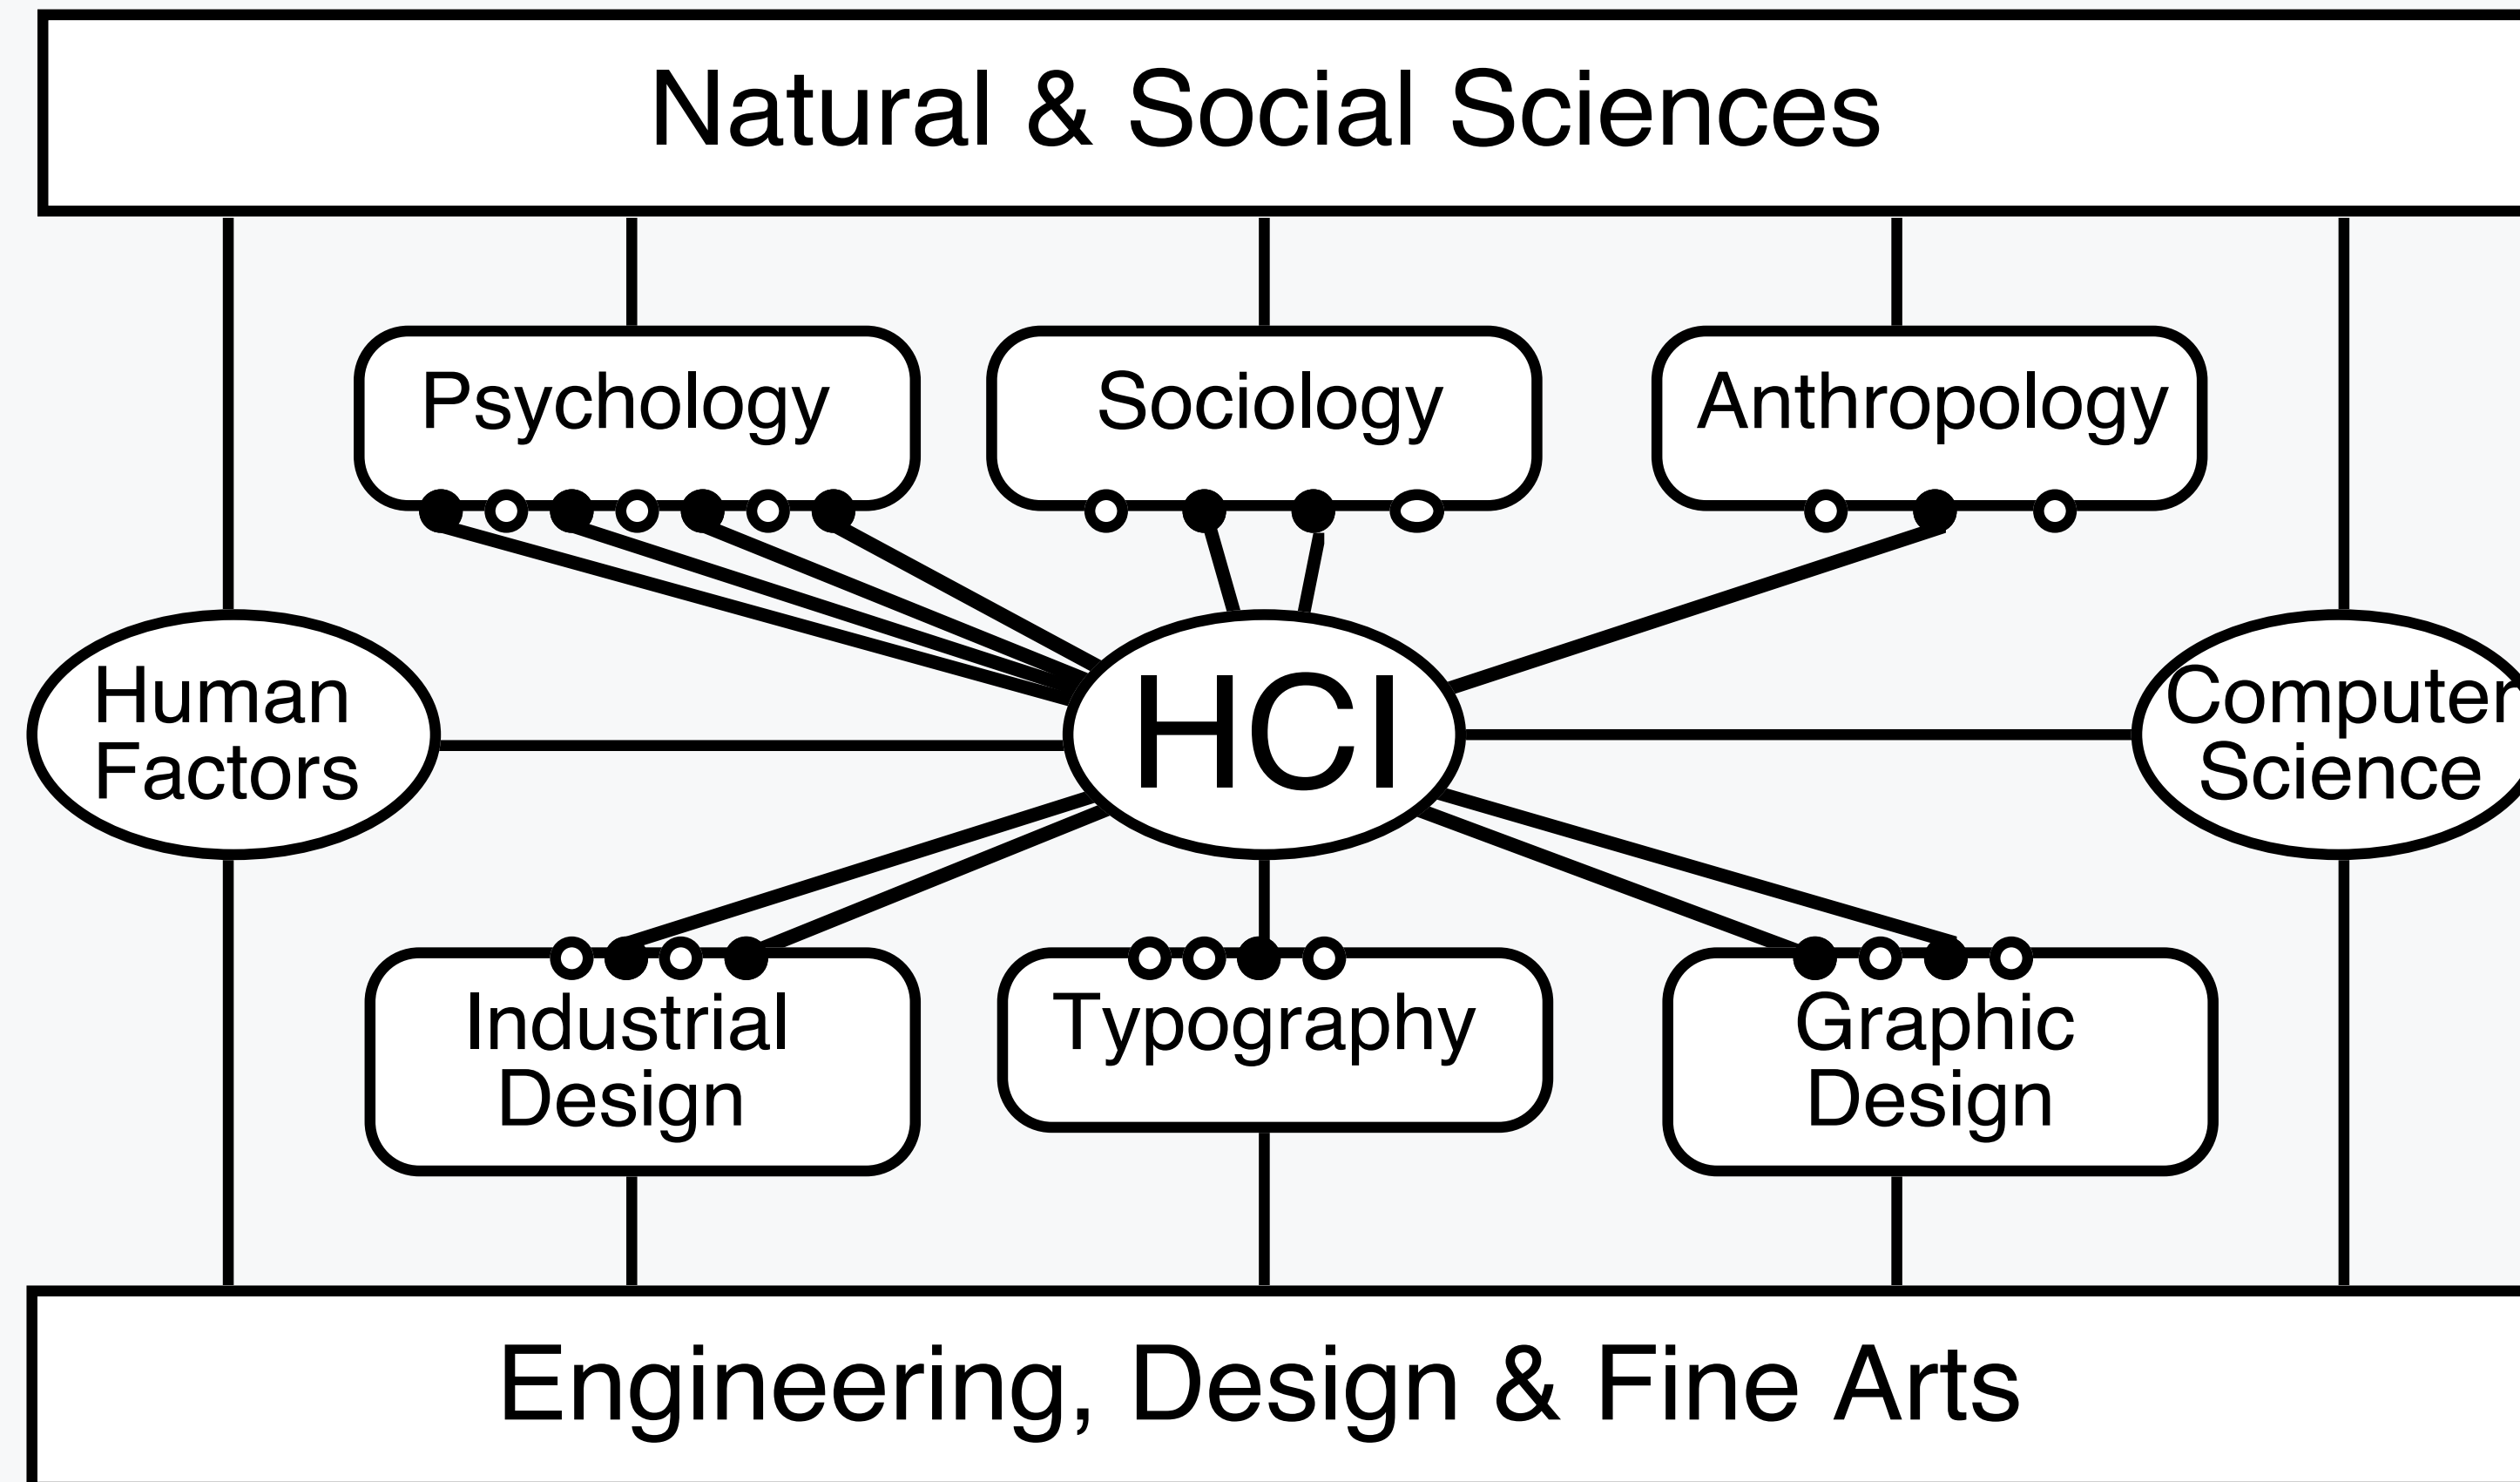 Natural & Social Sciences
Psychology
Sociology
Anthropology
Human
Factors
HCI
Computer
Science
Industrial
Design
Typography
Graphic
Design
Engineering, Design & Fine Arts